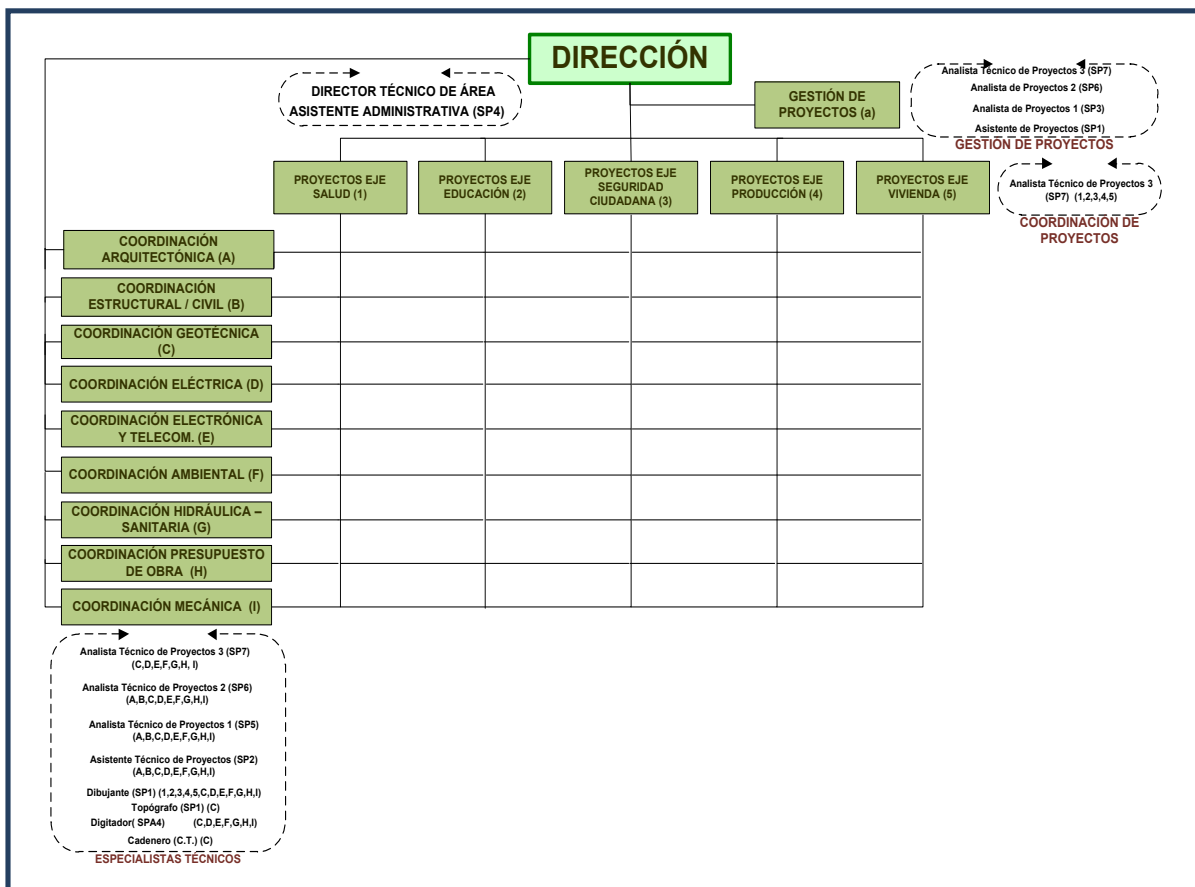 DIRECCIÓN
DIRECTOR TÉCNICO DE ÁREA
ASISTENTE ADMINISTRATIVA (SP4)
GESTIÓN DE
PROYECTOS (a)
Analista Técnico de Proyectos 3 (SP7)
Analista de Proyectos 2 (SP6)
Analista de Proyectos 1 (SP3)
Asistente de Proyectos (SP1)
GESTIÓN DE PROYECTOS
PROYECTOS EJE
SALUD (1)
PROYECTOS EJE
EDUCACIÓN (2)
PROYECTOS EJE
SEGURIDAD
CIUDADANA (3)
PROYECTOS EJE
PRODUCCIÓN (4)
PROYECTOS EJE
VIVIENDA (5)
Analista Técnico de Proyectos 3
(SP7) (1,2,3,4,5)
COORDINACIÓN DE
PROYECTOS
COORDINACIÓN
ARQUITECTÓNICA (A)
COORDINACIÓN
ESTRUCTURAL / CIVIL (B)
COORDINACIÓN GEOTÉCNICA
(C)
COORDINACIÓN ELÉCTRICA (D)
COORDINACIÓN ELECTRÓNICA
Y TELECOM. (E)
COORDINACIÓN AMBIENTAL (F)
COORDINACIÓN HIDRÁULICA –
SANITARIA (G)
COORDINACIÓN PRESUPUESTO
DE OBRA (H)
COORDINACIÓN MECÁNICA (I)
Analista Técnico de Proyectos 3 (SP7)
(C,D,E,F,G,H, I)
Analista Técnico de Proyectos 2 (SP6)
(A,B,C,D,E,F,G,H,I)
Analista Técnico de Proyectos 1 (SP5)
(A,B,C,D,E,F,G,H,I)
Asistente Técnico de Proyectos (SP2)
(A,B,C,D,E,F,G,H,I)
Dibujante (SP1) (1,2,3,4,5,C,D,E,F,G,H,I)
Topógrafo (SP1) (C)
Digitador( SPA4) (C,D,E,F,G,H,I)
Cadenero (C.T.) (C)
ESPECIALISTAS TÉCNICOS